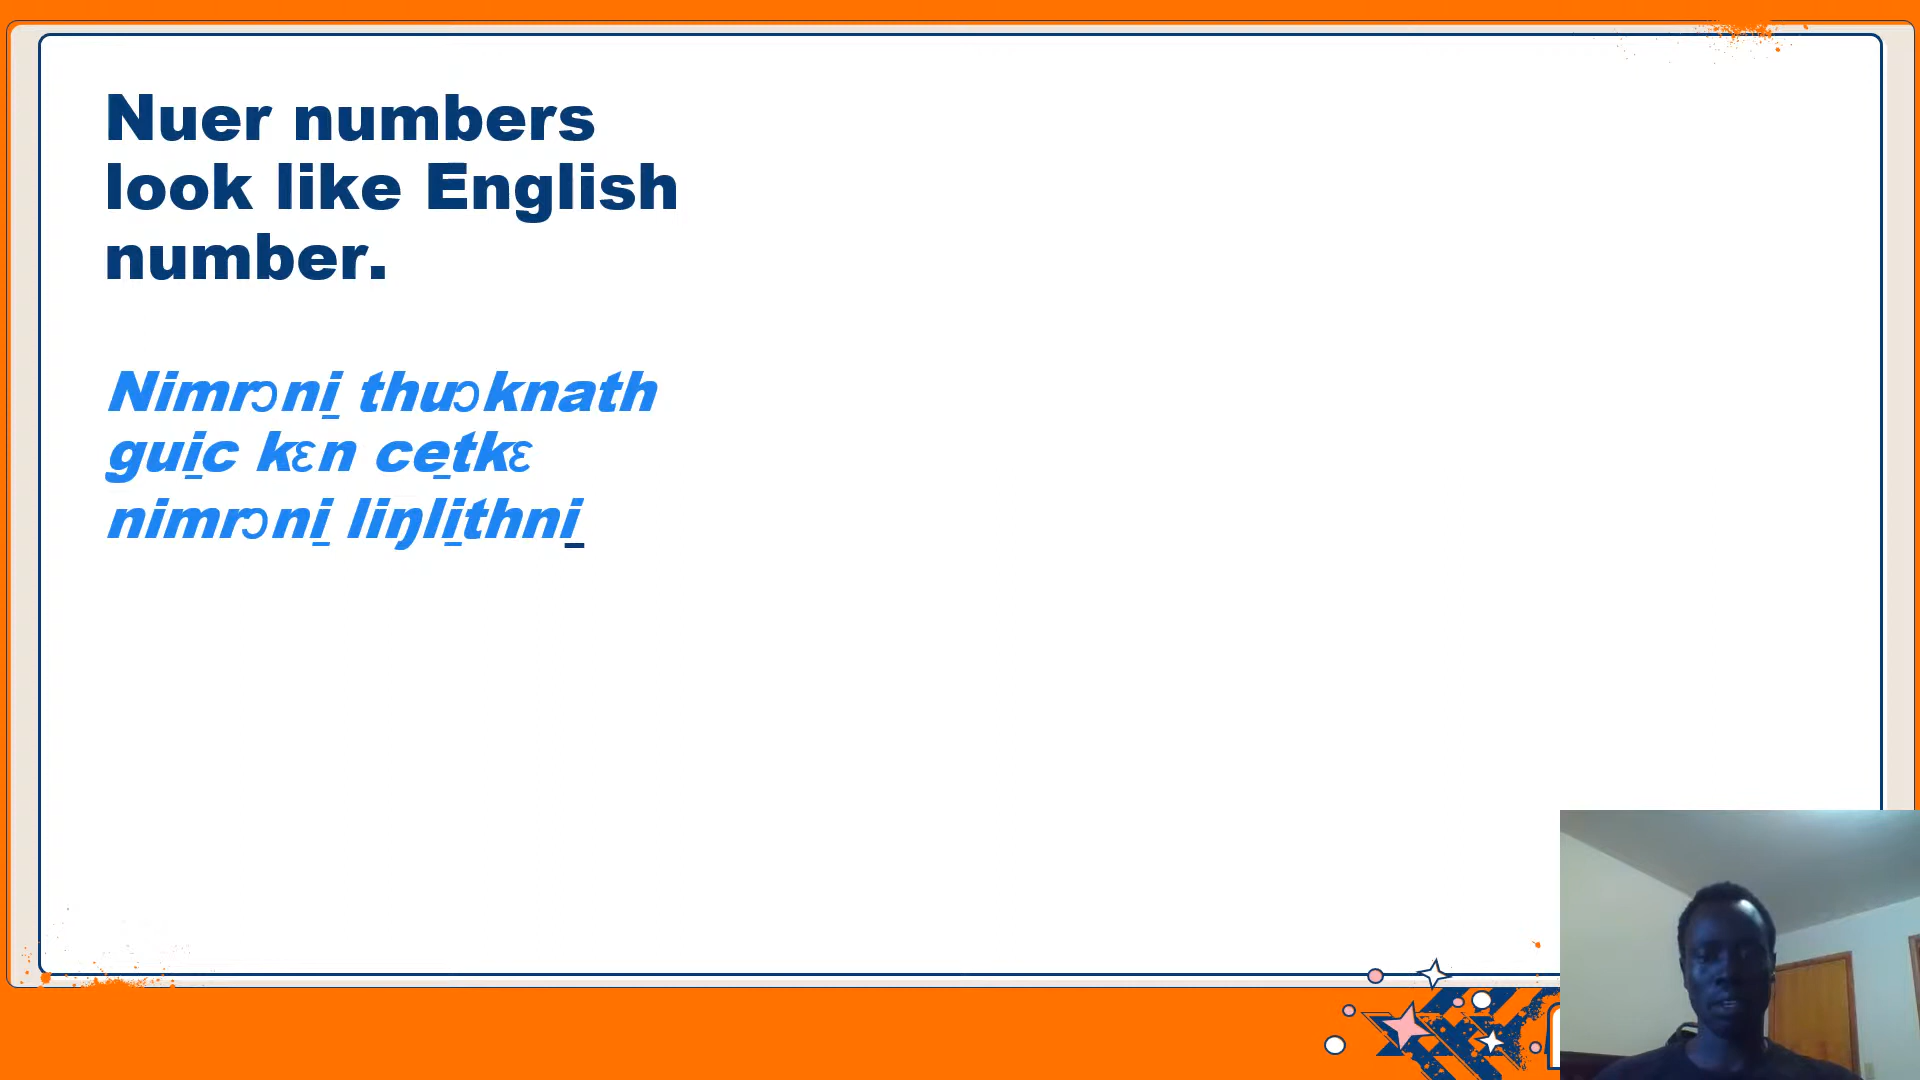 Nuer numbers
look like English
number.
Nimrɔni̱ thuɔknath
gui̱c kɛn ce̱tkɛ
nimrɔni̱ liŋli̱thni̱